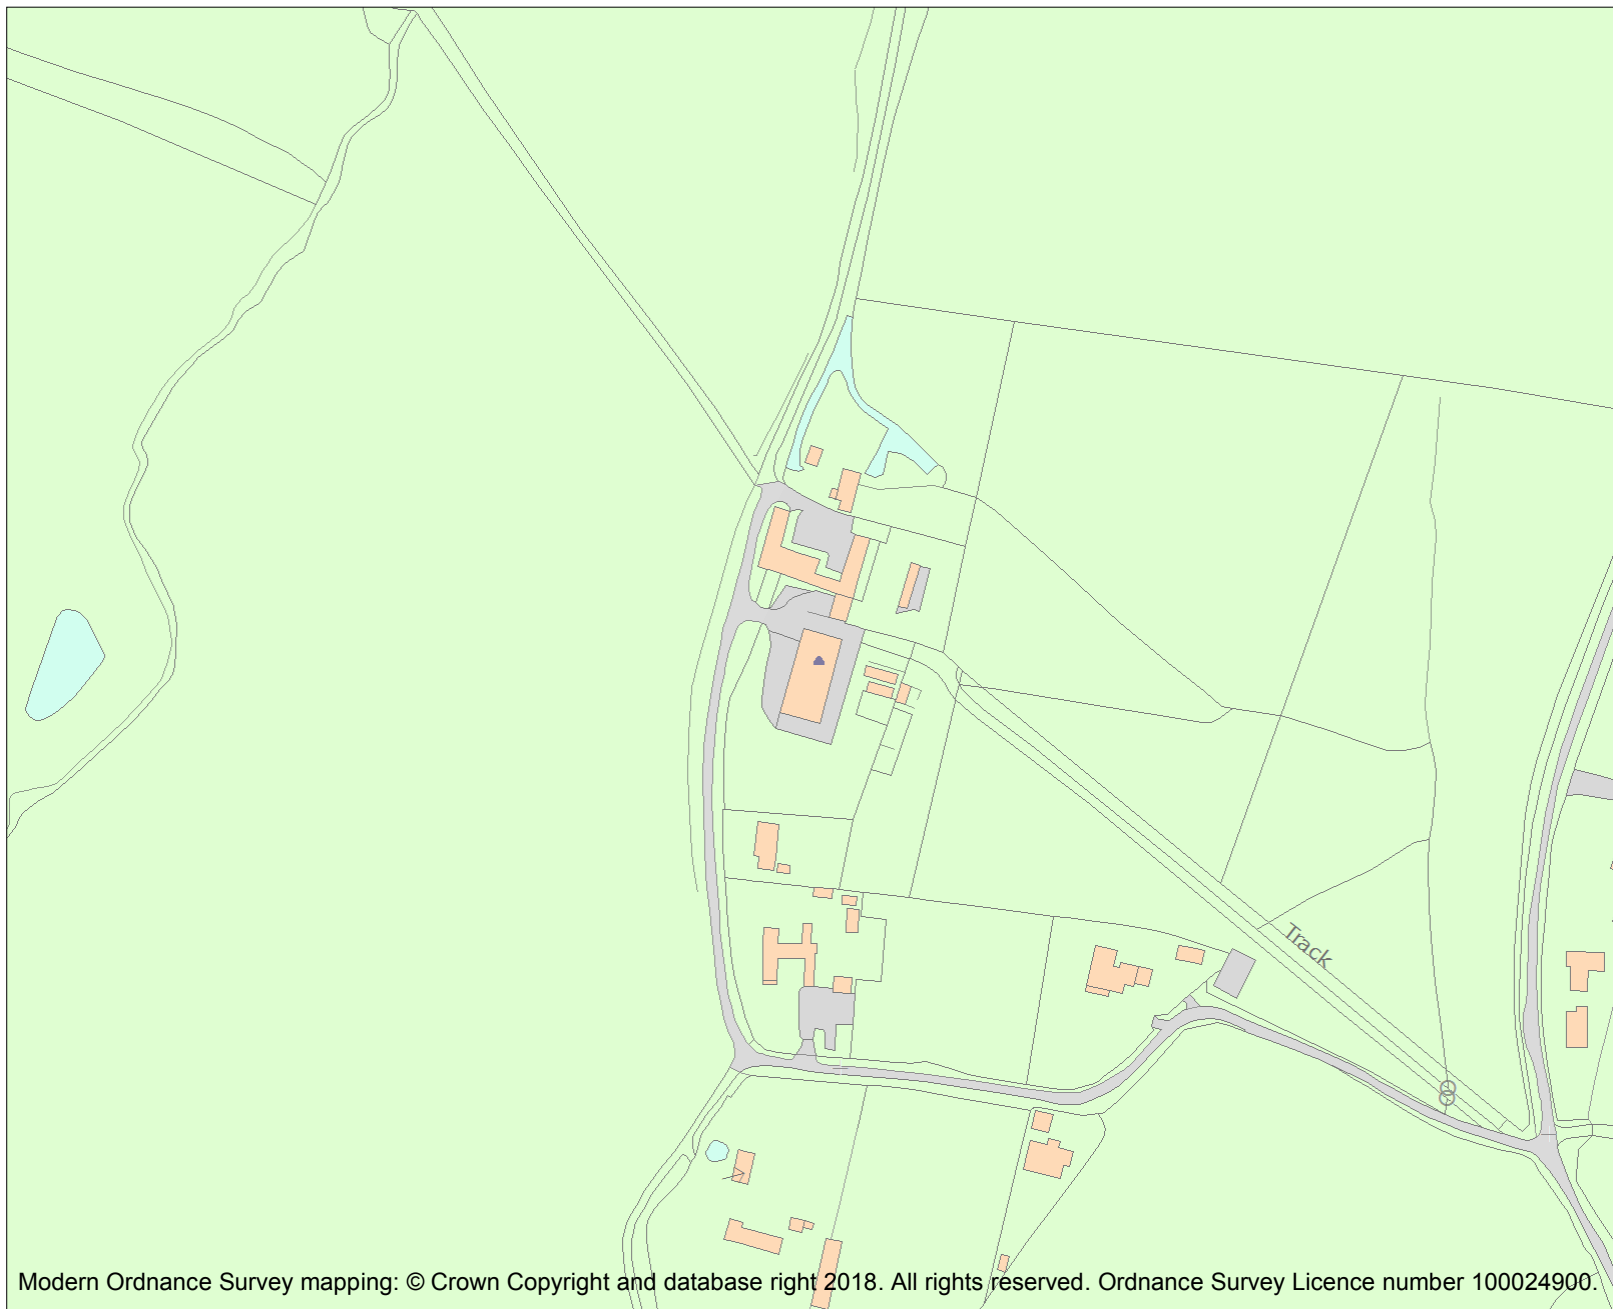 Track
Modern Ordnance Survey mapping: © Crown Copyright and database right 2018. All rights reserved. Ordnance Survey Licence number 100024900.